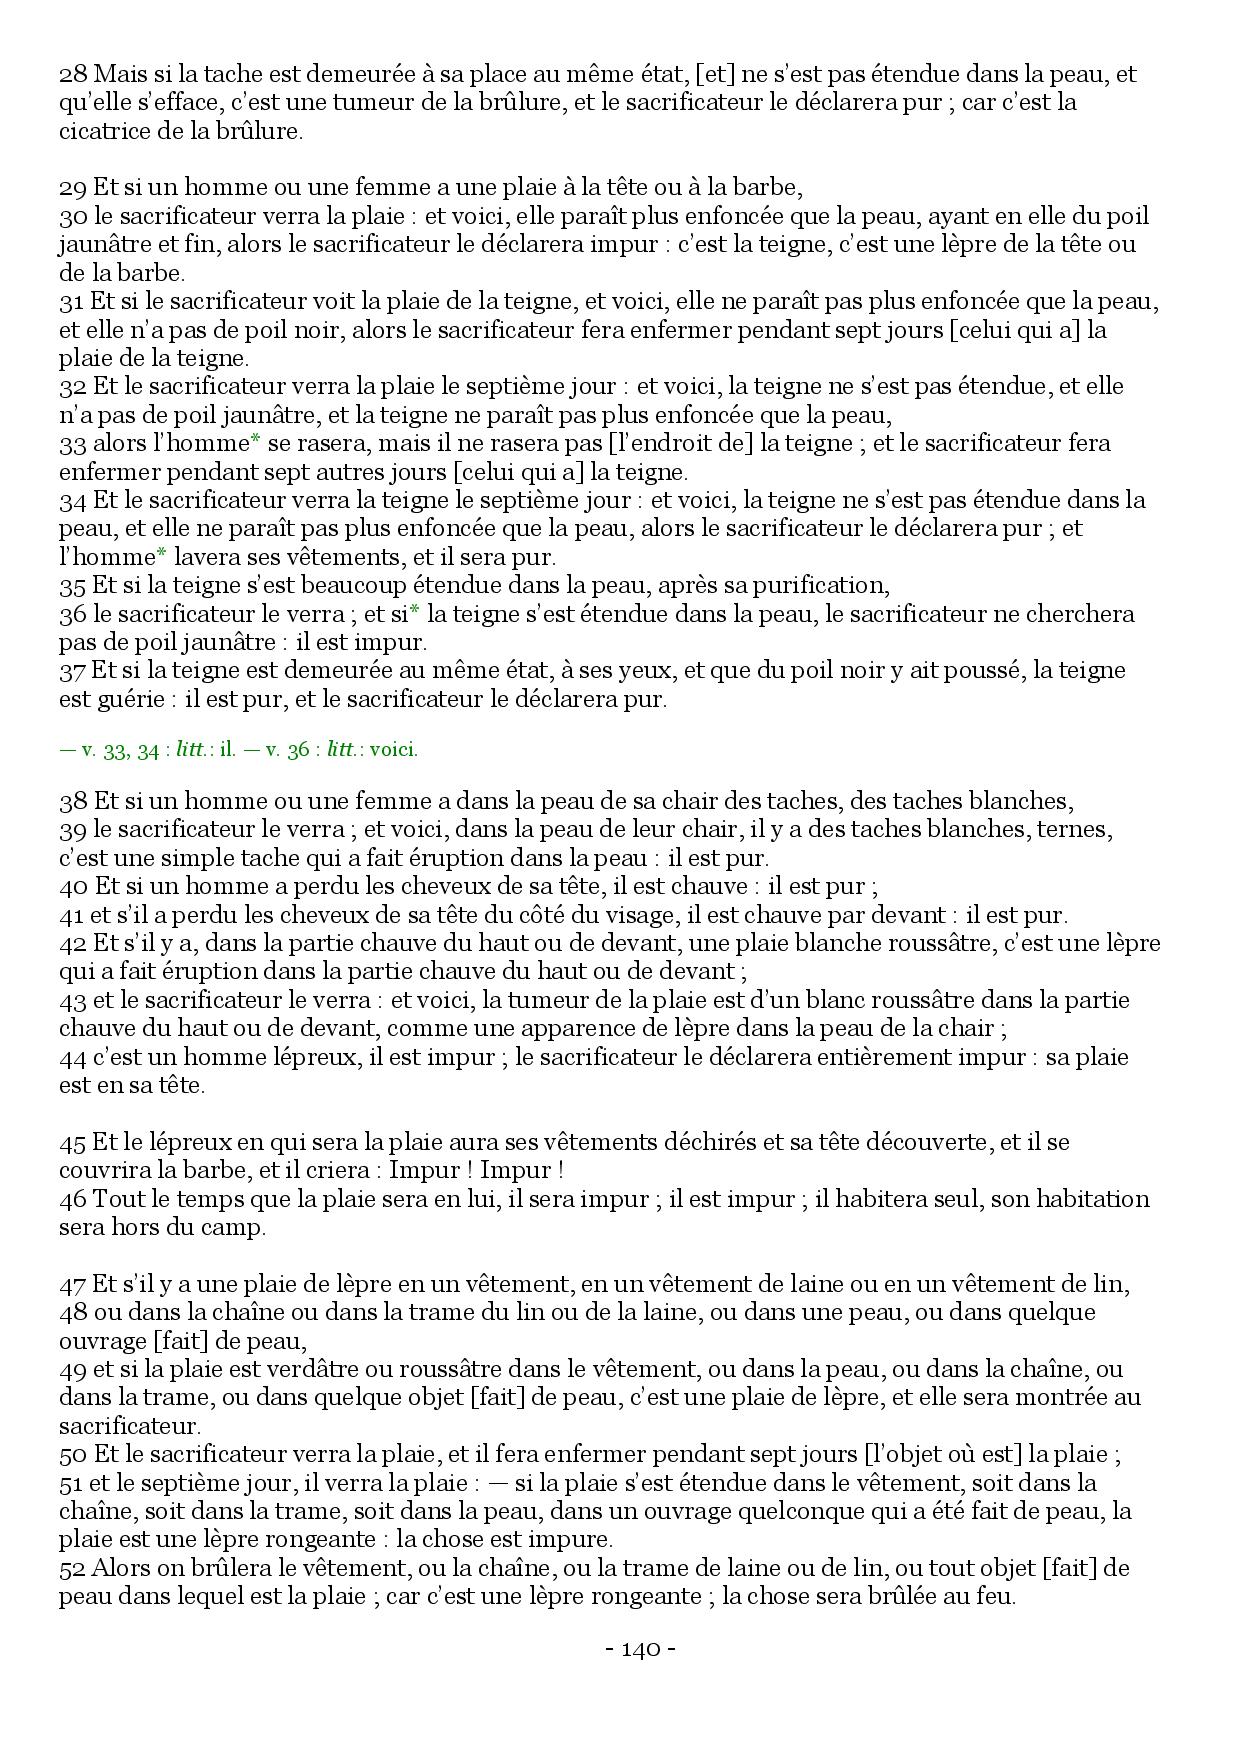 28 Mais si la tache est demeurée à sa place au même état, [et] ne s’est pas étendue dans la peau, et
qu’elle s’efface, c’est une tumeur de la brûlure, et le sacrificateur le déclarera pur ; car c’est la
cicatrice de la brûlure.
29 Et si un homme ou une femme a une plaie à la tête ou à la barbe,
30 le sacrificateur verra la plaie : et voici, elle paraît plus enfoncée que la peau, ayant en elle du poil
jaunâtre et fin, alors le sacrificateur le déclarera impur : c’est la teigne, c’est une lèpre de la tête ou
de la barbe.
31 Et si le sacrificateur voit la plaie de la teigne, et voici, elle ne paraît pas plus enfoncée que la peau,
et elle n’a pas de poil noir, alors le sacrificateur fera enfermer pendant sept jours [celui qui a] la
plaie de la teigne.
32 Et le sacrificateur verra la plaie le septième jour : et voici, la teigne ne s’est pas étendue, et elle
n’a pas de poil jaunâtre, et la teigne ne paraît pas plus enfoncée que la peau,
33 alors l’homme* se rasera, mais il ne rasera pas [l’endroit de] la teigne ; et le sacrificateur fera
enfermer pendant sept autres jours [celui qui a] la teigne.
34 Et le sacrificateur verra la teigne le septième jour : et voici, la teigne ne s’est pas étendue dans la
peau, et elle ne paraît pas plus enfoncée que la peau, alors le sacrificateur le déclarera pur ; et
l’homme* lavera ses vêtements, et il sera pur.
35 Et si la teigne s’est beaucoup étendue dans la peau, après sa purification,
36 le sacrificateur le verra ; et si* la teigne s’est étendue dans la peau, le sacrificateur ne cherchera
pas de poil jaunâtre : il est impur.
37 Et si la teigne est demeurée au même état, à ses yeux, et que du poil noir y ait poussé, la teigne
est guérie : il est pur, et le sacrificateur le déclarera pur.
— v. 33, 34 : litt.: il. — v. 36 : litt.: voici.
38 Et si un homme ou une femme a dans la peau de sa chair des taches, des taches blanches,
39 le sacrificateur le verra ; et voici, dans la peau de leur chair, il y a des taches blanches, ternes,
c’est une simple tache qui a fait éruption dans la peau : il est pur.
40 Et si un homme a perdu les cheveux de sa tête, il est chauve : il est pur ;
41 et s’il a perdu les cheveux de sa tête du côté du visage, il est chauve par devant : il est pur.
42 Et s’il y a, dans la partie chauve du haut ou de devant, une plaie blanche roussâtre, c’est une lèpre
qui a fait éruption dans la partie chauve du haut ou de devant ;
43 et le sacrificateur le verra : et voici, la tumeur de la plaie est d’un blanc roussâtre dans la partie
chauve du haut ou de devant, comme une apparence de lèpre dans la peau de la chair ;
44 c’est un homme lépreux, il est impur ; le sacrificateur le déclarera entièrement impur : sa plaie
est en sa tête.
45 Et le lépreux en qui sera la plaie aura ses vêtements déchirés et sa tête découverte, et il se
couvrira la barbe, et il criera : Impur ! Impur !
46 Tout le temps que la plaie sera en lui, il sera impur ; il est impur ; il habitera seul, son habitation
sera hors du camp.
47 Et s’il y a une plaie de lèpre en un vêtement, en un vêtement de laine ou en un vêtement de lin,
48 ou dans la chaîne ou dans la trame du lin ou de la laine, ou dans une peau, ou dans quelque
ouvrage [fait] de peau,
49 et si la plaie est verdâtre ou roussâtre dans le vêtement, ou dans la peau, ou dans la chaîne, ou
dans la trame, ou dans quelque objet [fait] de peau, c’est une plaie de lèpre, et elle sera montrée au
sacrificateur.
50 Et le sacrificateur verra la plaie, et il fera enfermer pendant sept jours [l’objet où est] la plaie ;
51 et le septième jour, il verra la plaie : — si la plaie s’est étendue dans le vêtement, soit dans la
chaîne, soit dans la trame, soit dans la peau, dans un ouvrage quelconque qui a été fait de peau, la
plaie est une lèpre rongeante : la chose est impure.
52 Alors on brûlera le vêtement, ou la chaîne, ou la trame de laine ou de lin, ou tout objet [fait] de
peau dans lequel est la plaie ; car c’est une lèpre rongeante ; la chose sera brûlée au feu.
- 140 -